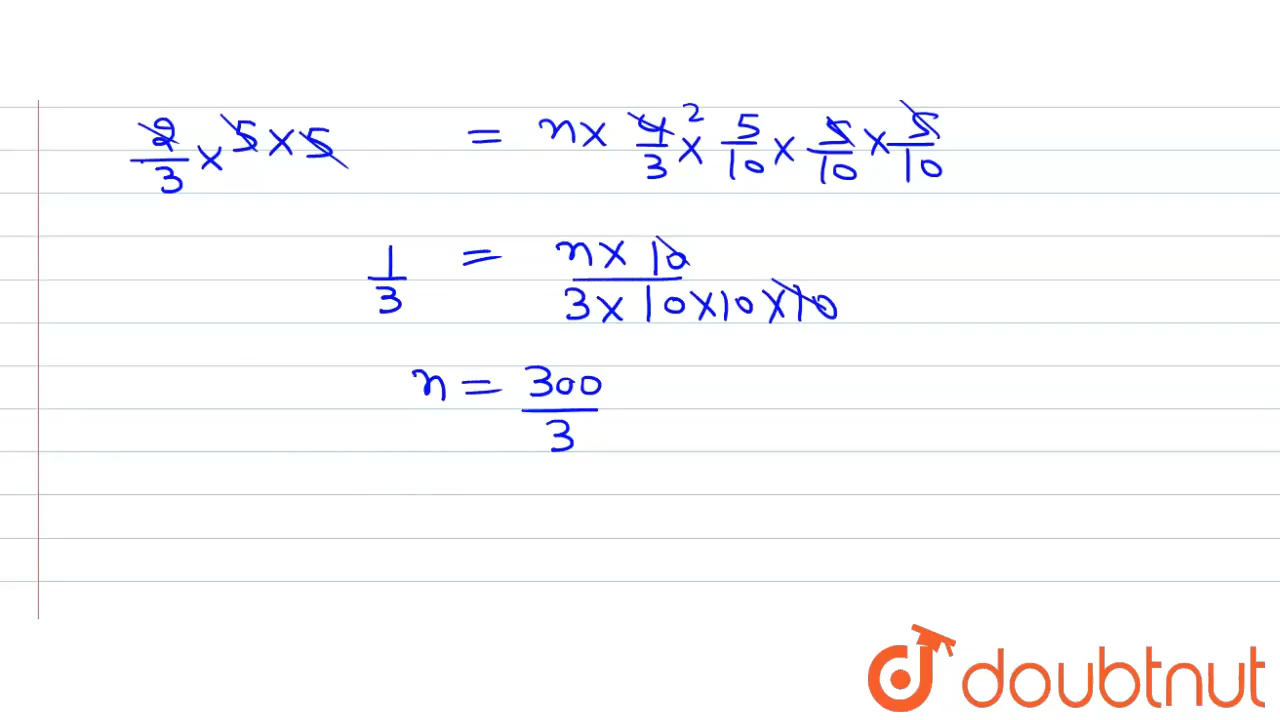 2/3 × 5 × 5 = n × 4/3 2 × 5/10 × 5/10 × 5/10
1/3 = n × 10 / 3 × 10 × 10 × 10
n = 300/3
doubtnut